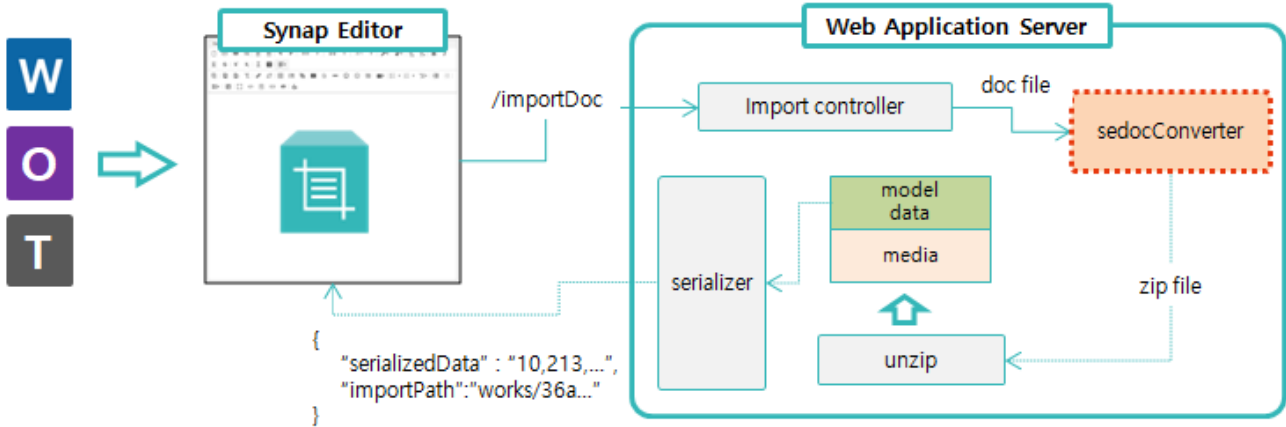 Synap Editor
Web Application Server
W
O
T
/importDoc
Import controller
doc file
sedocConverter
model
data
media
serializer
zip file
unzip
{
"serializedData" : "10,213,...",
"importPath":"works/36a..."
}